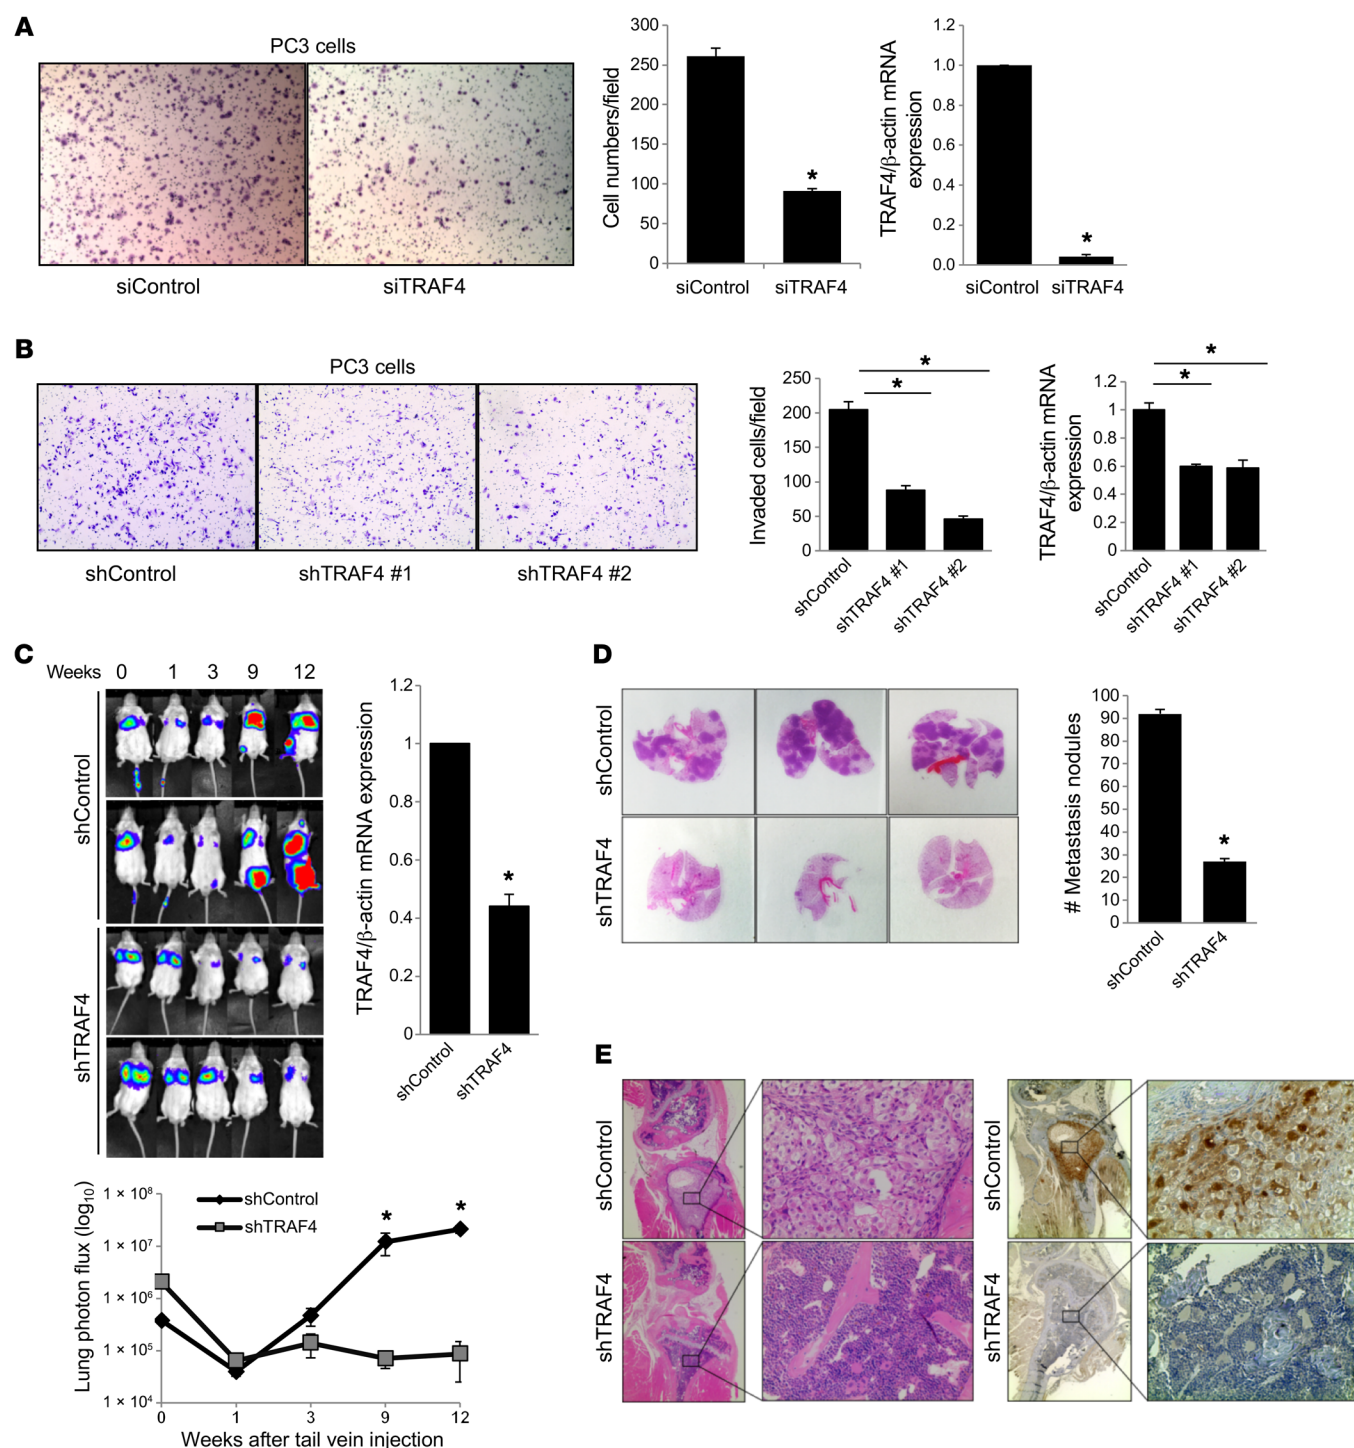 A
PC3 cells
siControl
siTRAF4
Cell numbers/field
300
250
200
150
100
50
0
*
siControl
siTRAF4
TRAF4/β-actin mRNA
expression
1.2
1.0
0.8
0.6
0.4
0.2
0.0
*
siControl
siTRAF4
B
PC3 cells
shControl
shTRAF4 #1
shTRAF4 #2
Invaded cells/field
250
200
150
100
50
0
*
*
shControl
shTRAF4 #1
shTRAF4 #2
TRAF4/β-actin mRNA
expression
1.2
1
0.8
0.6
0.4
0.2
0
*
*
shControl
shTRAF4 #1
shTRAF4 #2
C
Weeks 0 1 3 9 12
shControl
shTRAF4
TRAF4/β-actin mRNA expression
1.2
1
0.8
0.6
0.4
0.2
0
*
shControl
shTRAF4
Lung photon flux (log10)
1 × 10⁸
1 × 10⁷
1 × 10⁶
1 × 10⁵
1 × 10⁴
shControl
shTRAF4
*
*
0 1 3 9 12
Weeks after tail vein injection
D
shControl
shTRAF4
# Metastasis nodules
100
90
80
70
60
50
40
30
20
10
0
*
shControl
shTRAF4
E
shControl
shTRAF4
shControl
shTRAF4